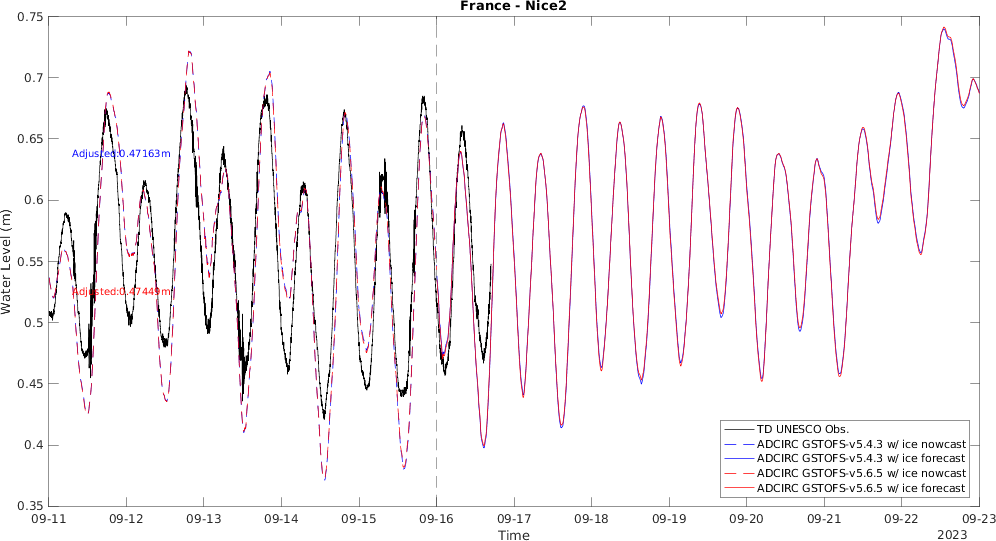 France - Nice2
Water Level (m)
0.75
0.7
0.65
0.6
0.55
0.5
0.45
0.4
0.35
Adjusted:0.47163m
Adjusted:0.47449m
TD UNESCO Obs.
ADCIRC GSTOFS-v5.4.3 w/ ice nowcast
ADCIRC GSTOFS-v5.4.3 w/ ice forecast
ADCIRC GSTOFS-v5.6.5 w/ ice nowcast
ADCIRC GSTOFS-v5.6.5 w/ ice forecast
09-11 09-12 09-13 09-14 09-15 09-16 09-17 09-18 09-19 09-20 09-21 09-22 09-23
Time
2023